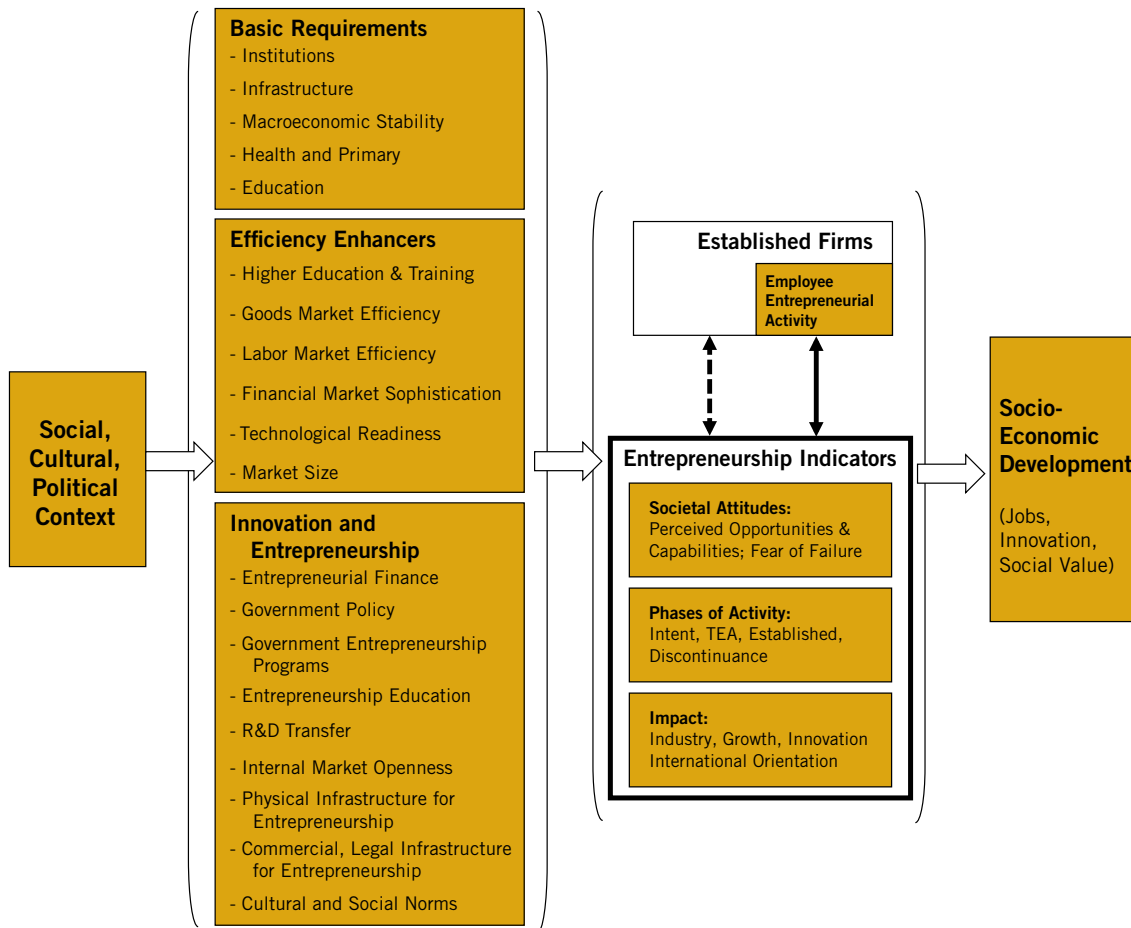 Social,
Cultural,
Political
Context
Basic Requirements
- Institutions
- Infrastructure
- Macroeconomic Stability
- Health and Primary
- Education
Efficiency Enhancers
- Higher Education & Training
- Goods Market Efficiency
- Labor Market Efficiency
- Financial Market Sophistication
- Technological Readiness
- Market Size
Innovation and
Entrepreneurship
- Entrepreneurial Finance
- Government Policy
- Government Entrepreneurship
Programs
- Entrepreneurship Education
- R&D Transfer
- Internal Market Openness
- Physical Infrastructure for
Entrepreneurship
- Commercial, Legal Infrastructure
for Entrepreneurship
- Cultural and Social Norms
Established Firms
Employee
Entrepreneurial
Activity
Entrepreneurship Indicators
Societal Attitudes:
Perceived Opportunities &
Capabilities; Fear of Failure
Phases of Activity:
Intent, TEA, Established,
Discontinuance
Impact:
Industry, Growth, Innovation
International Orientation
Socio-
Economic
Development
(Jobs,
Innovation,
Social Value)